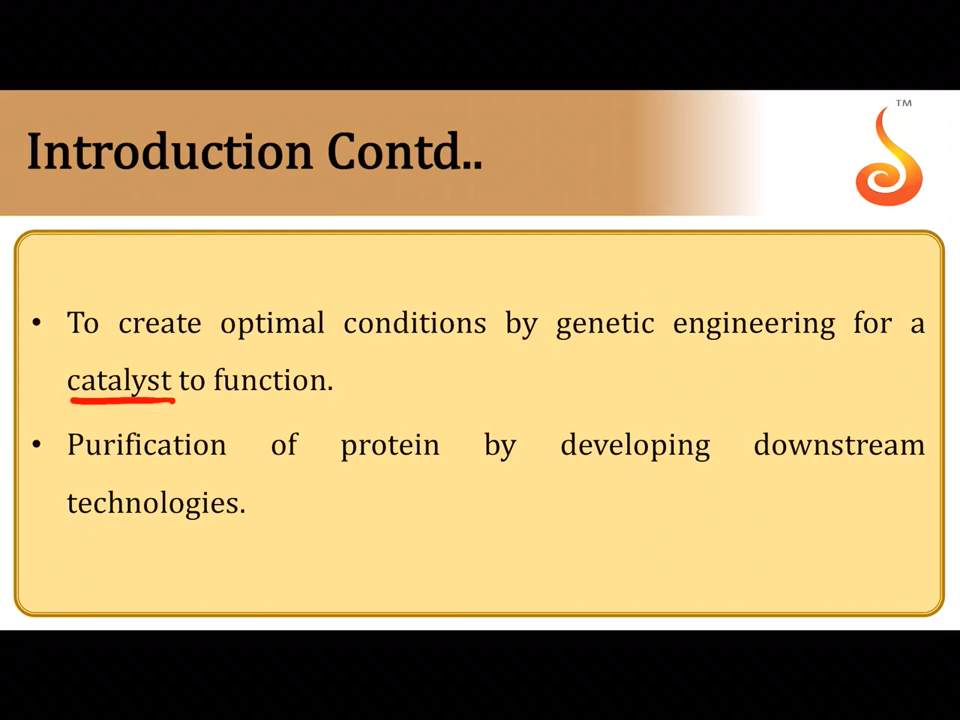 TM
Introduction Contd..
• To create optimal conditions by genetic engineering for a
catalyst to function.
• Purification of protein by developing downstream
technologies.